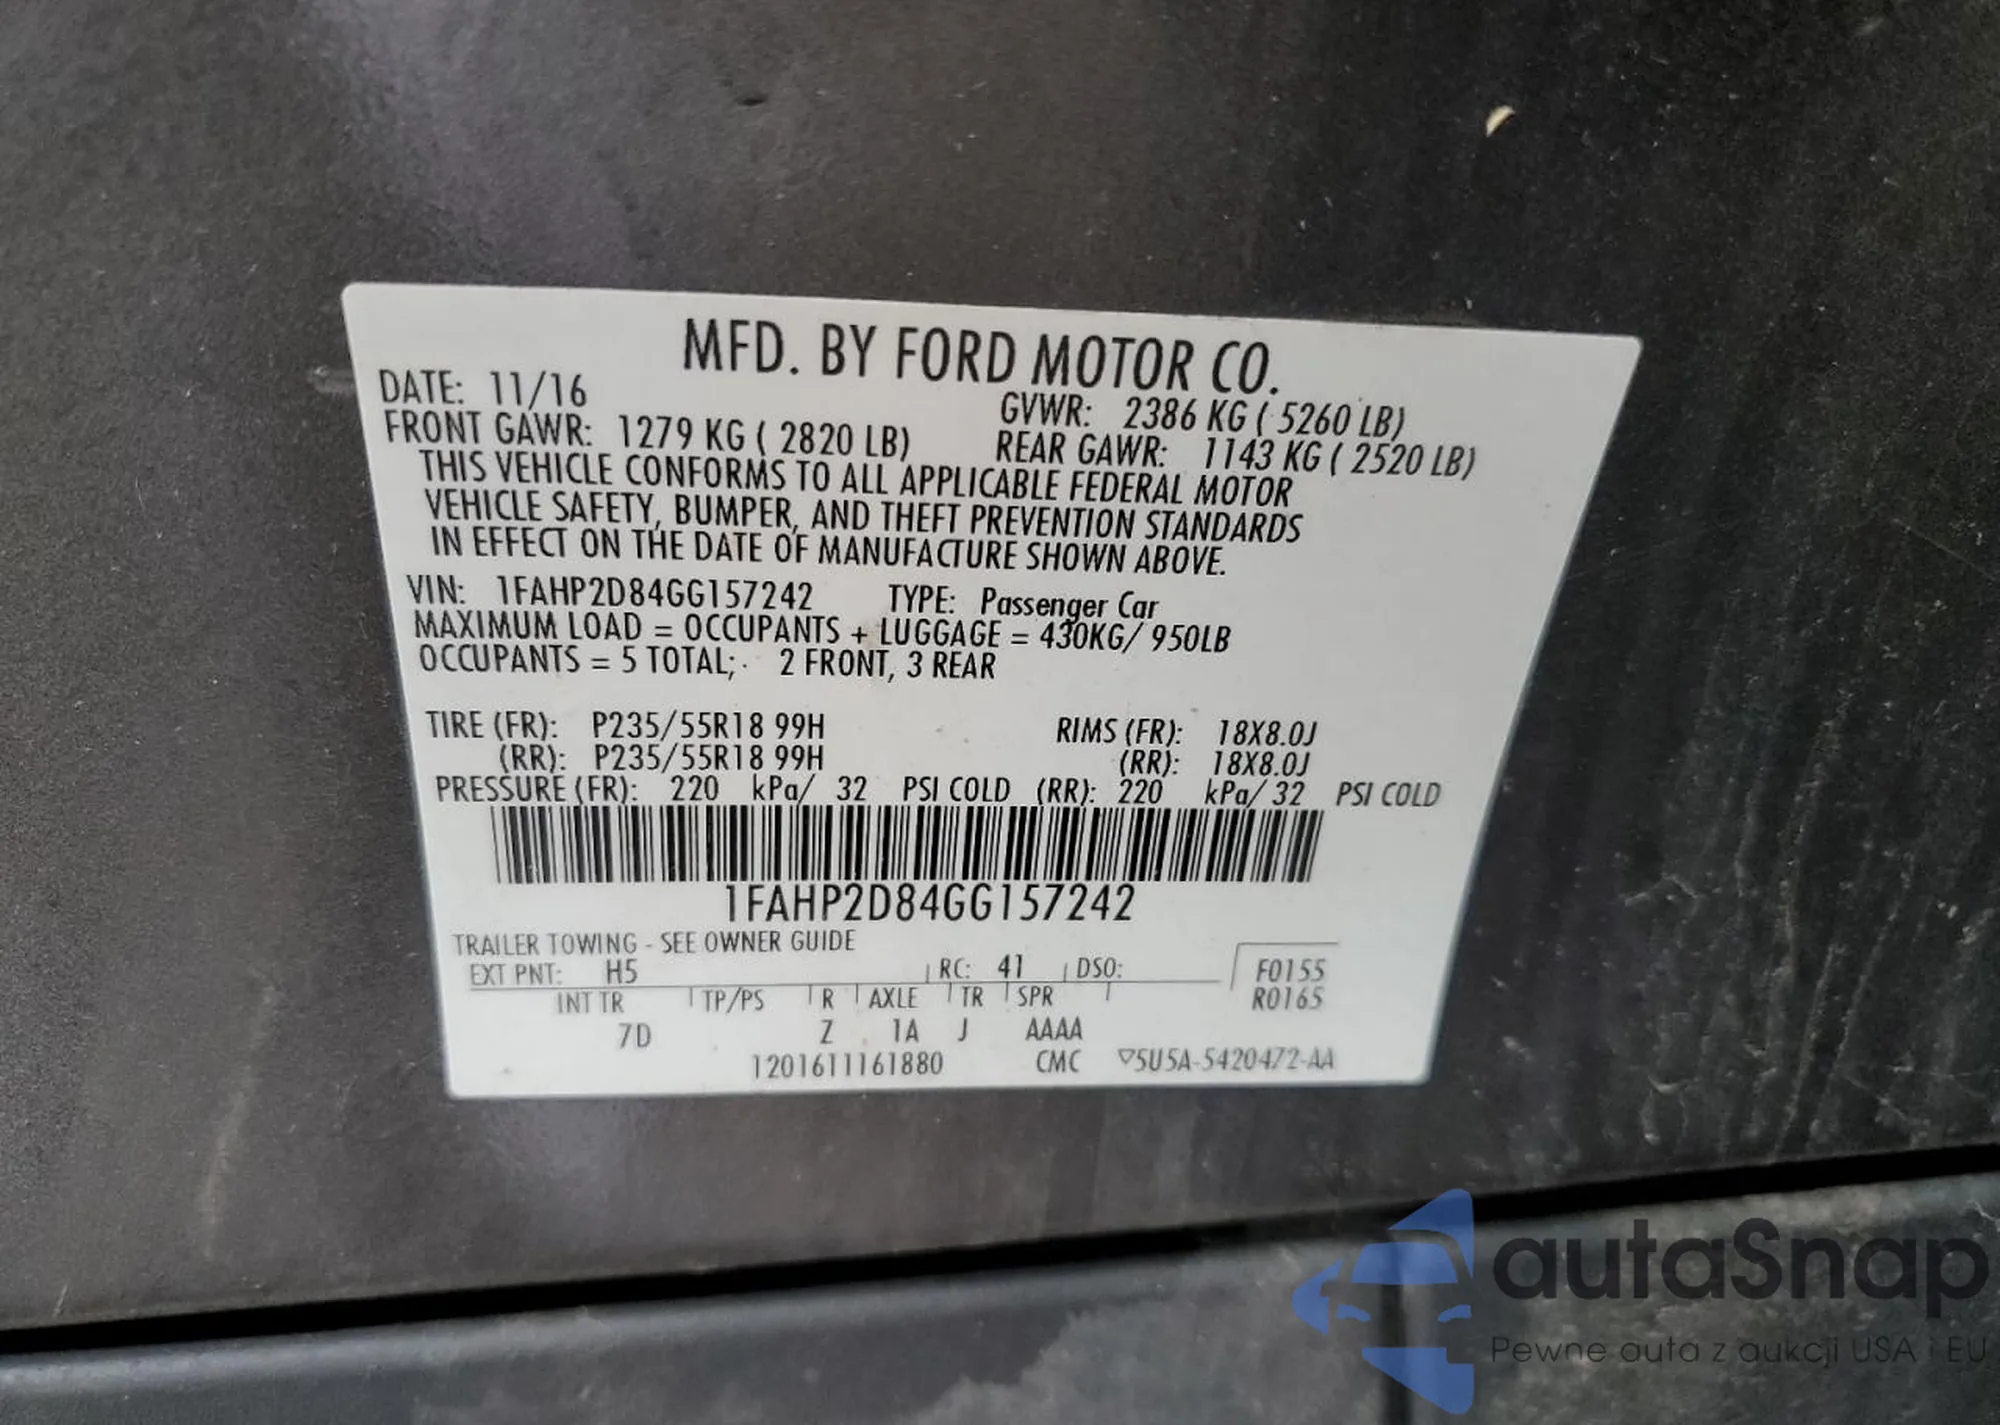 MFD. BY FORD MOTOR CO.
DATE: 11/16 GVWR: 2386 KG ( 5260 LB)
FRONT GAWR: 1279 KG ( 2820 LB) REAR GAWR: 1143 KG ( 2520 LB)
THIS VEHICLE CONFORMS TO ALL APPLICABLE FEDERAL MOTOR
VEHICLE SAFETY, BUMPER, AND THEFT PREVENTION STANDARDS
IN EFFECT ON THE DATE OF MANUFACTURE SHOWN ABOVE.
VIN: 1FAHP2D84GG157242 TYPE: Passenger Car
MAXIMUM LOAD = OCCUPANTS + LUGGAGE = 430KG/ 950LB
OCCUPANTS = 5 TOTAL; 2 FRONT, 3 REAR
TIRE (FR): P235/55R18 99H RIMS (FR): 18X8.0J
(RR): P235/55R18 99H (RR): 18X8.0J
PRESSURE (FR): 220 kPa/ 32 PSI COLD (RR): 220 kPa/ 32 PSI COLD
1FAHP2D84GG157242
TRAILER TOWING - SEE OWNER GUIDE
EXT PNT: H5 RC: 41 DSO: F0155
INT TR TP/PS R AXLE TR SPR R0165
7D Z 1A J AAAA
1201611161880 CMC ▽5U5A-5420472-AA
autaSnap
Pewne auta z aukcji USA i EU